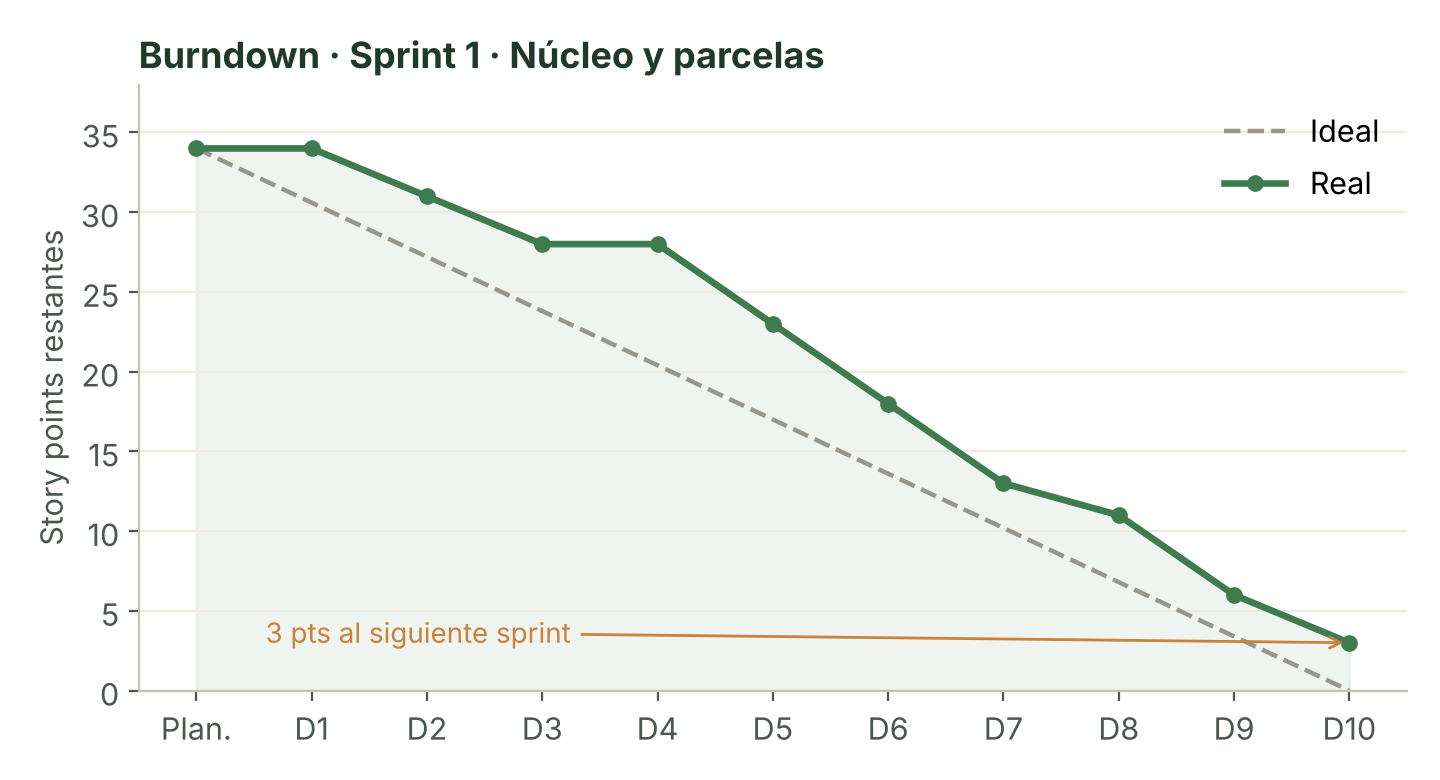 Burndown · Sprint 1 · Núcleo y parcelas
Ideal
Real
Story points restantes
35
30
25
20
15
10
5
0
3 pts al siguiente sprint
Plan. D1 D2 D3 D4 D5 D6 D7 D8 D9 D10